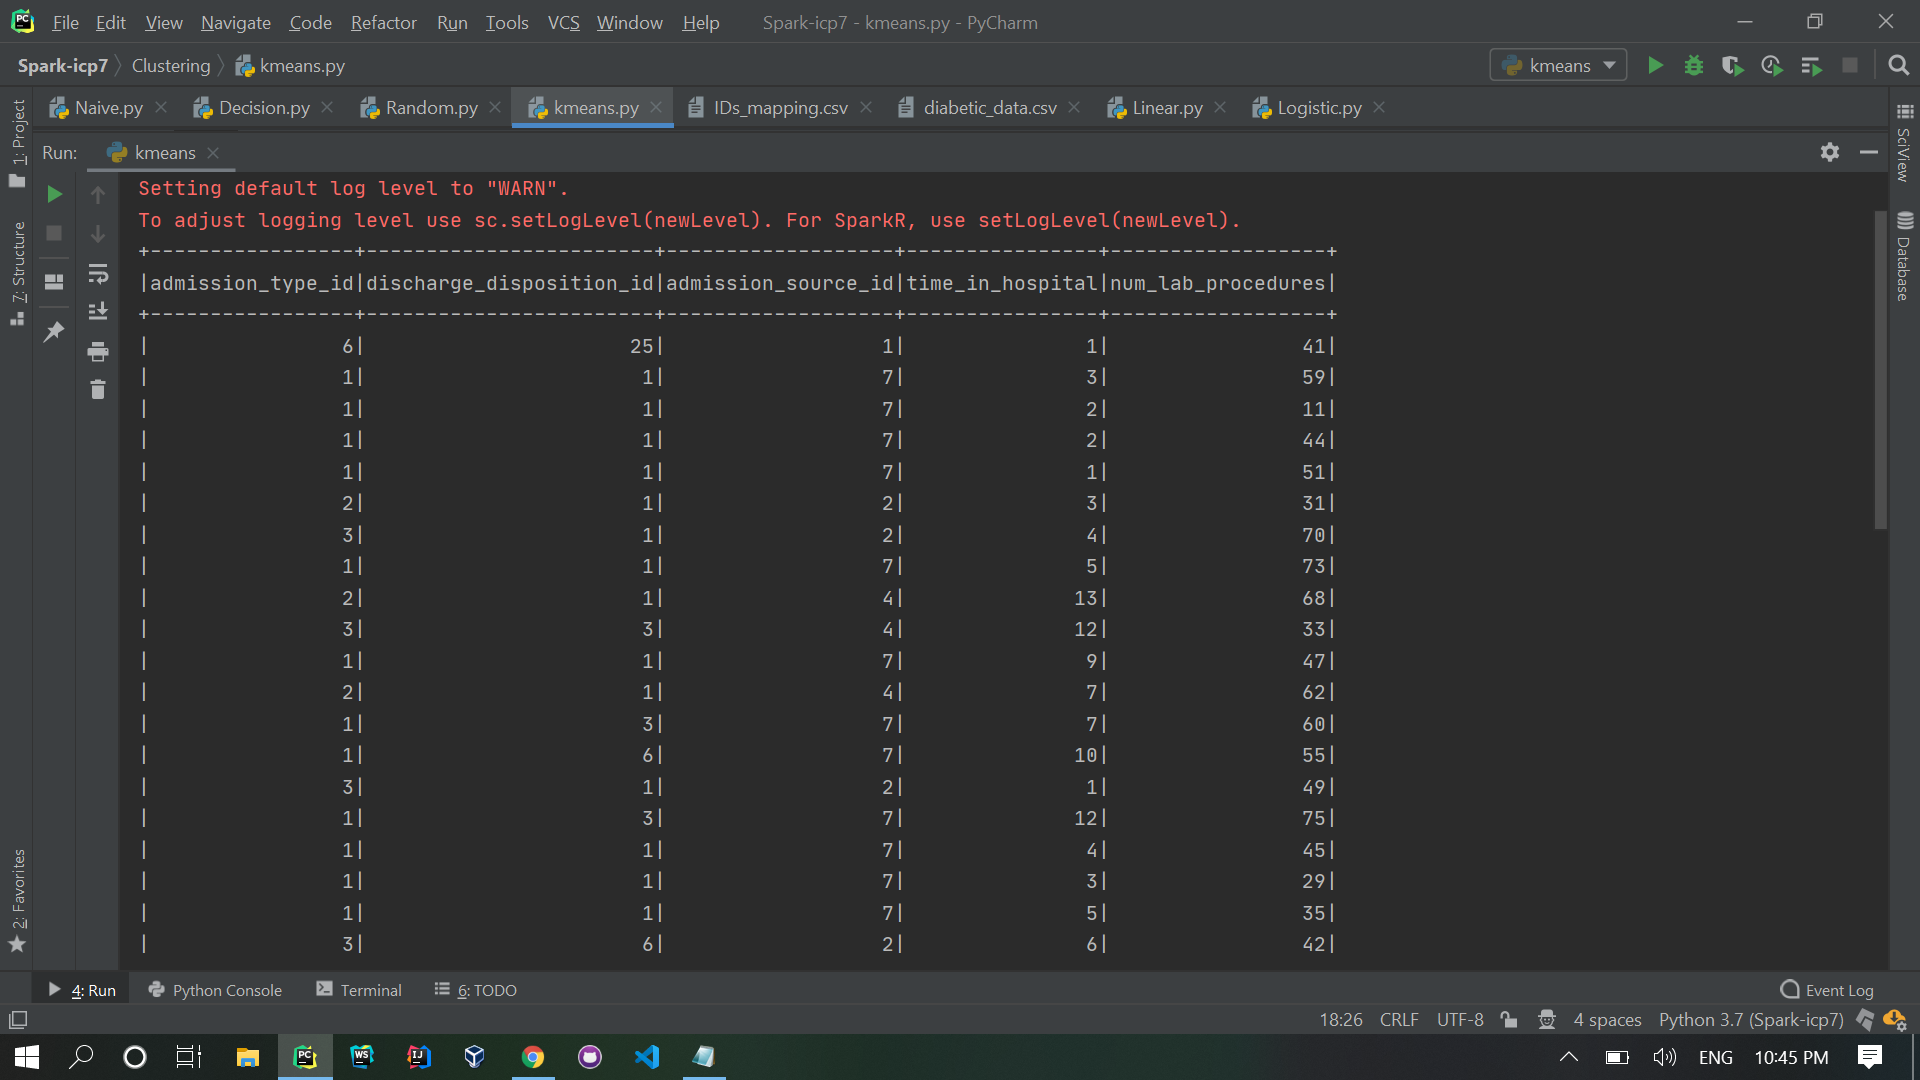 File Edit View Navigate Code Refactor Run Tools VCS Window Help Spark-icp7 - kmeans.py - PyCharm
Spark-icp7 Clustering kmeans.py kmeans
Naive.py Decision.py Random.py kmeans.py IDs_mapping.csv diabetic_data.csv Linear.py Logistic.py
Run: kmeans
1: Project
7: Structure
2: Favorites
SciView
Database
Setting default log level to "WARN".
To adjust logging level use sc.setLogLevel(newLevel). For SparkR, use setLogLevel(newLevel).
+-----------------+------------------------+-------------------+----------------+------------------+
|admission_type_id|discharge_disposition_id|admission_source_id|time_in_hospital|num_lab_procedures|
+-----------------+------------------------+-------------------+----------------+------------------+
|                6|                      25|                  1|               1|                41|
|                1|                       1|                  7|               3|                59|
|                1|                       1|                  7|               2|                11|
|                1|                       1|                  7|               2|                44|
|                1|                       1|                  7|               1|                51|
|                2|                       1|                  2|               3|                31|
|                3|                       1|                  2|               4|                70|
|                1|                       1|                  7|               5|                73|
|                2|                       1|                  4|              13|                68|
|                3|                       3|                  4|              12|                33|
|                1|                       1|                  7|               9|                47|
|                2|                       1|                  4|               7|                62|
|                1|                       3|                  7|               7|                60|
|                1|                       6|                  7|              10|                55|
|                3|                       1|                  2|               1|                49|
|                1|                       3|                  7|              12|                75|
|                1|                       1|                  7|               4|                45|
|                1|                       1|                  7|               3|                29|
|                1|                       1|                  7|               5|                35|
|                3|                       6|                  2|               6|                42|
4: Run Python Console Terminal 6: TODO Event Log
18:26 CRLF UTF-8 4 spaces Python 3.7 (Spark-icp7)
PC WS IJ ENG 10:45 PM